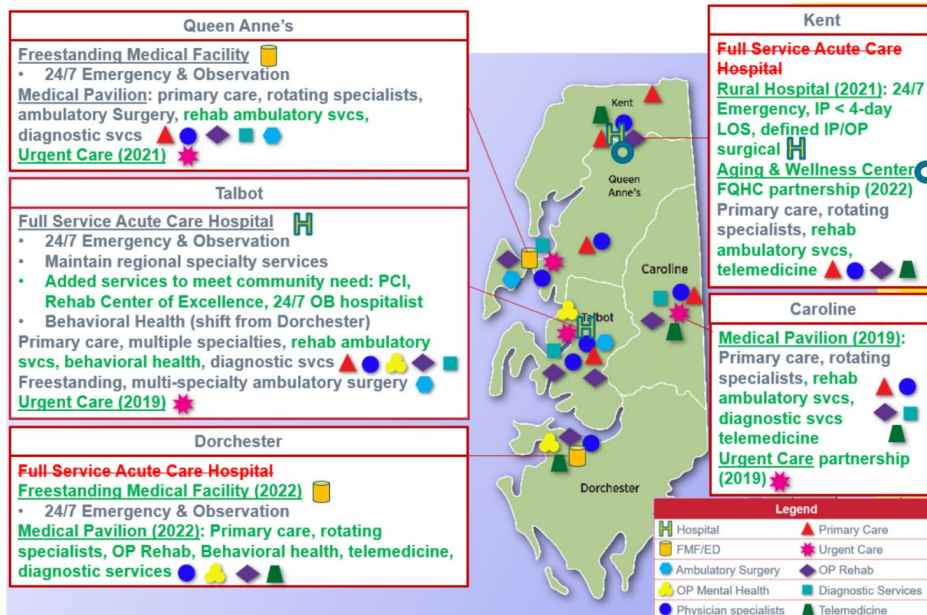 Queen Anne's
Freestanding Medical Facility
• 24/7 Emergency & Observation
Medical Pavilion: primary care, rotating specialists,
ambulatory Surgery, rehab ambulatory svcs,
diagnostic svcs
Urgent Care (2021)
Talbot
Full Service Acute Care Hospital
• 24/7 Emergency & Observation
• Maintain regional specialty services
• Added services to meet community need: PCI,
Rehab Center of Excellence, 24/7 OB hospitalist
• Behavioral Health (shift from Dorchester)
Primary care, multiple specialties, rehab ambulatory
svcs, behavioral health, diagnostic svcs
Freestanding, multi-specialty ambulatory surgery
Urgent Care (2019)
Dorchester
Full Service Acute Care Hospital
Freestanding Medical Facility (2022)
• 24/7 Emergency & Observation
Medical Pavilion (2022): Primary care, rotating
specialists, OP Rehab, Behavioral health, telemedicine,
diagnostic services
Kent
Queen Anne's
Caroline
Talbot
Dorchester
Kent
Full Service Acute Care
Hospital
Rural Hospital (2021): 24/7
Emergency, IP < 4-day
LOS, defined IP/OP
surgical
Aging & Wellness Center
FQHC partnership (2022)
Primary care, rotating
specialists, rehab
ambulatory svcs,
telemedicine
Caroline
Medical Pavilion (2019):
Primary care, rotating
specialists, rehab
ambulatory svcs,
diagnostic svcs
telemedicine
Urgent Care partnership
(2019)
Legend
Hospital
Primary Care
FMF/ED
Urgent Care
Ambulatory Surgery
OP Rehab
OP Mental Health
Diagnostic Services
Physician specialists
Telemedicine